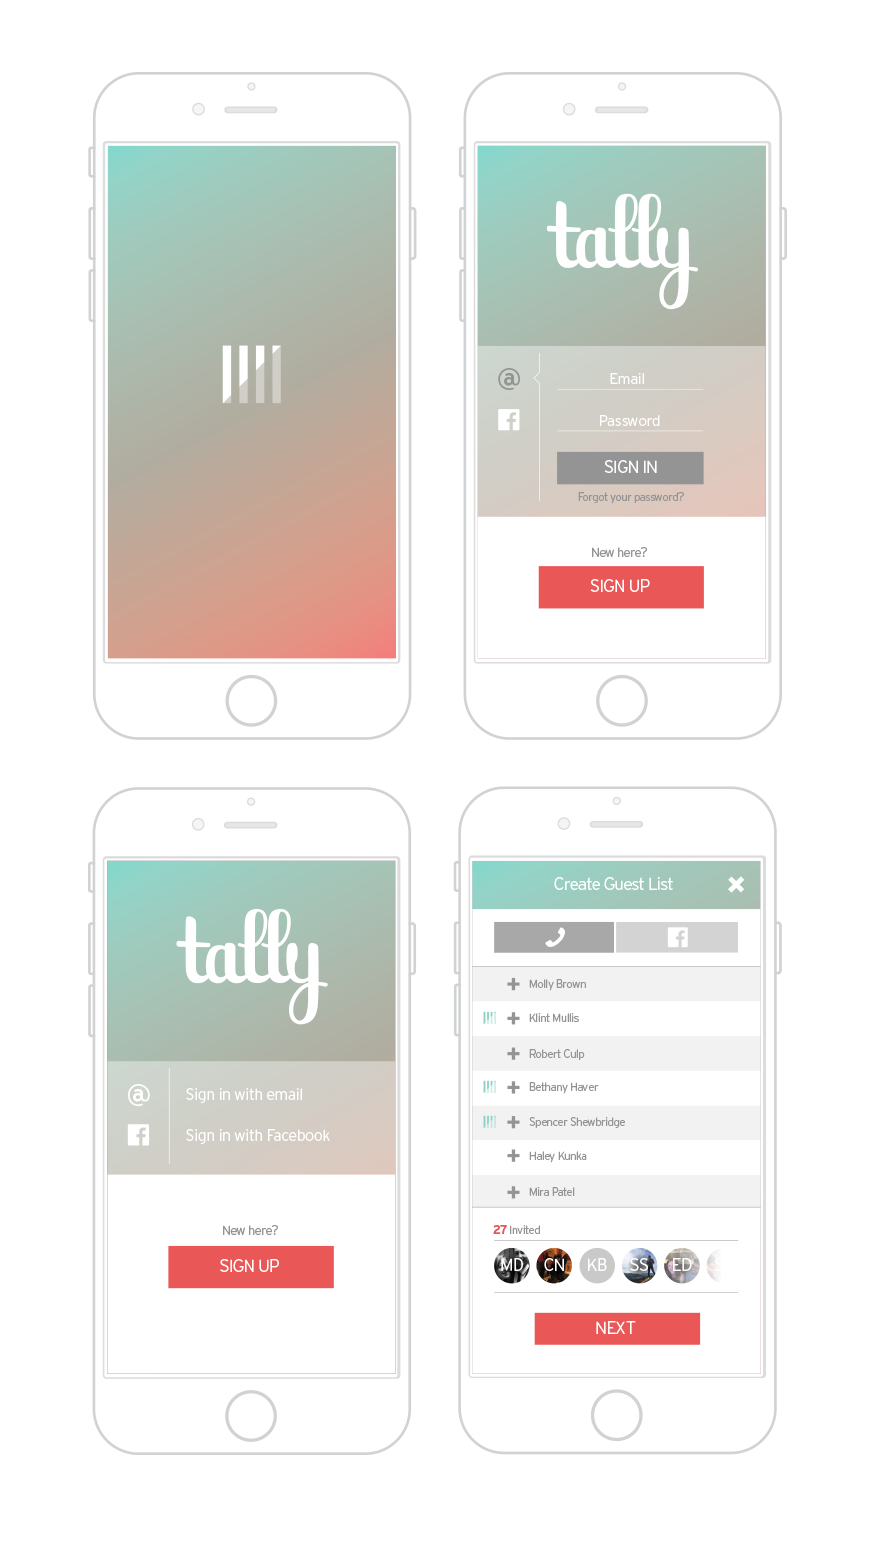 tally
@
Email
Password
SIGN IN
Forgot your password?
New here?
SIGN UP
tally
@
Sign in with email
Sign in with Facebook
New here?
SIGN UP
Create Guest List
Molly Brown
Klint Mullis
Robert Culp
Bethany Haver
Spencer Shewbridge
Haley Kunka
Mira Patel
27 Invited
MD CN KB SS ED
NEXT